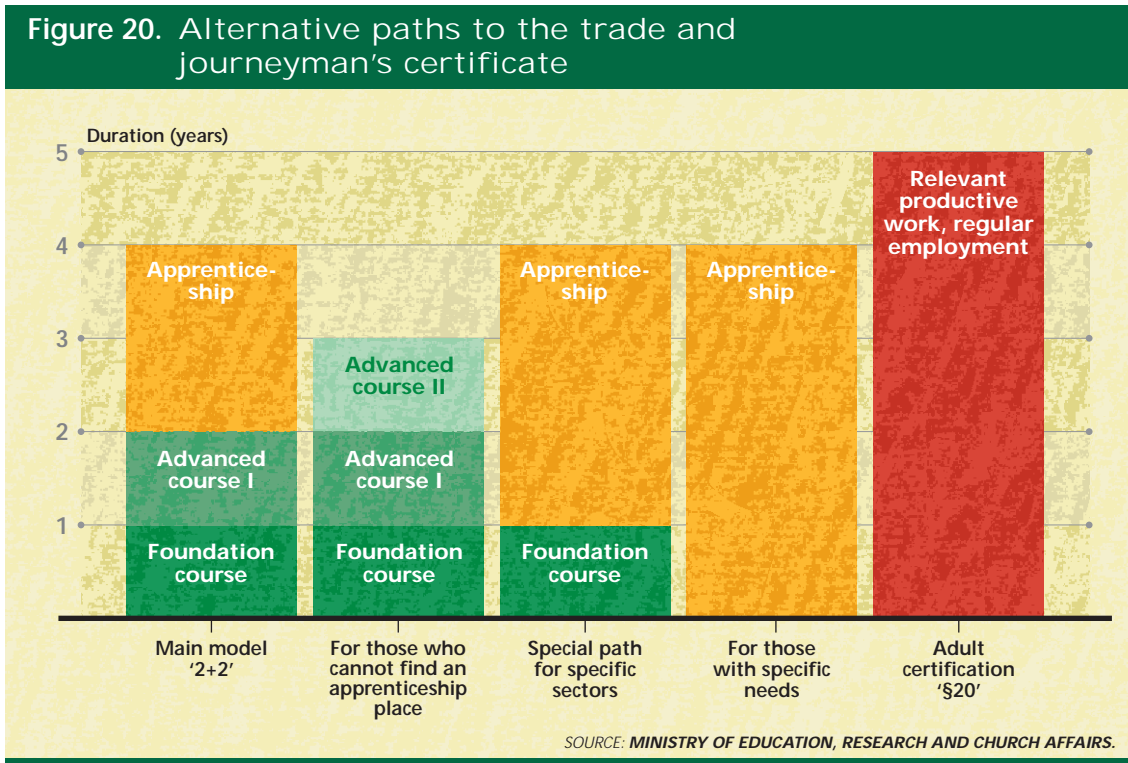 Figure 20. Alternative paths to the trade and
journeyman's certificate
Duration (years)
5
4
3
2
1
Apprentice-
ship
Advanced
course I
Foundation
course
Advanced
course II
Advanced
course I
Foundation
course
Apprentice-
ship
Foundation
course
Apprentice-
ship
Relevant
productive
work, regular
employment
Main model
‘2+2’
For those who
cannot find an
apprenticeship
place
Special path
for specific
sectors
For those
with specific
needs
Adult
certification
‘§20’
SOURCE: MINISTRY OF EDUCATION, RESEARCH AND CHURCH AFFAIRS.